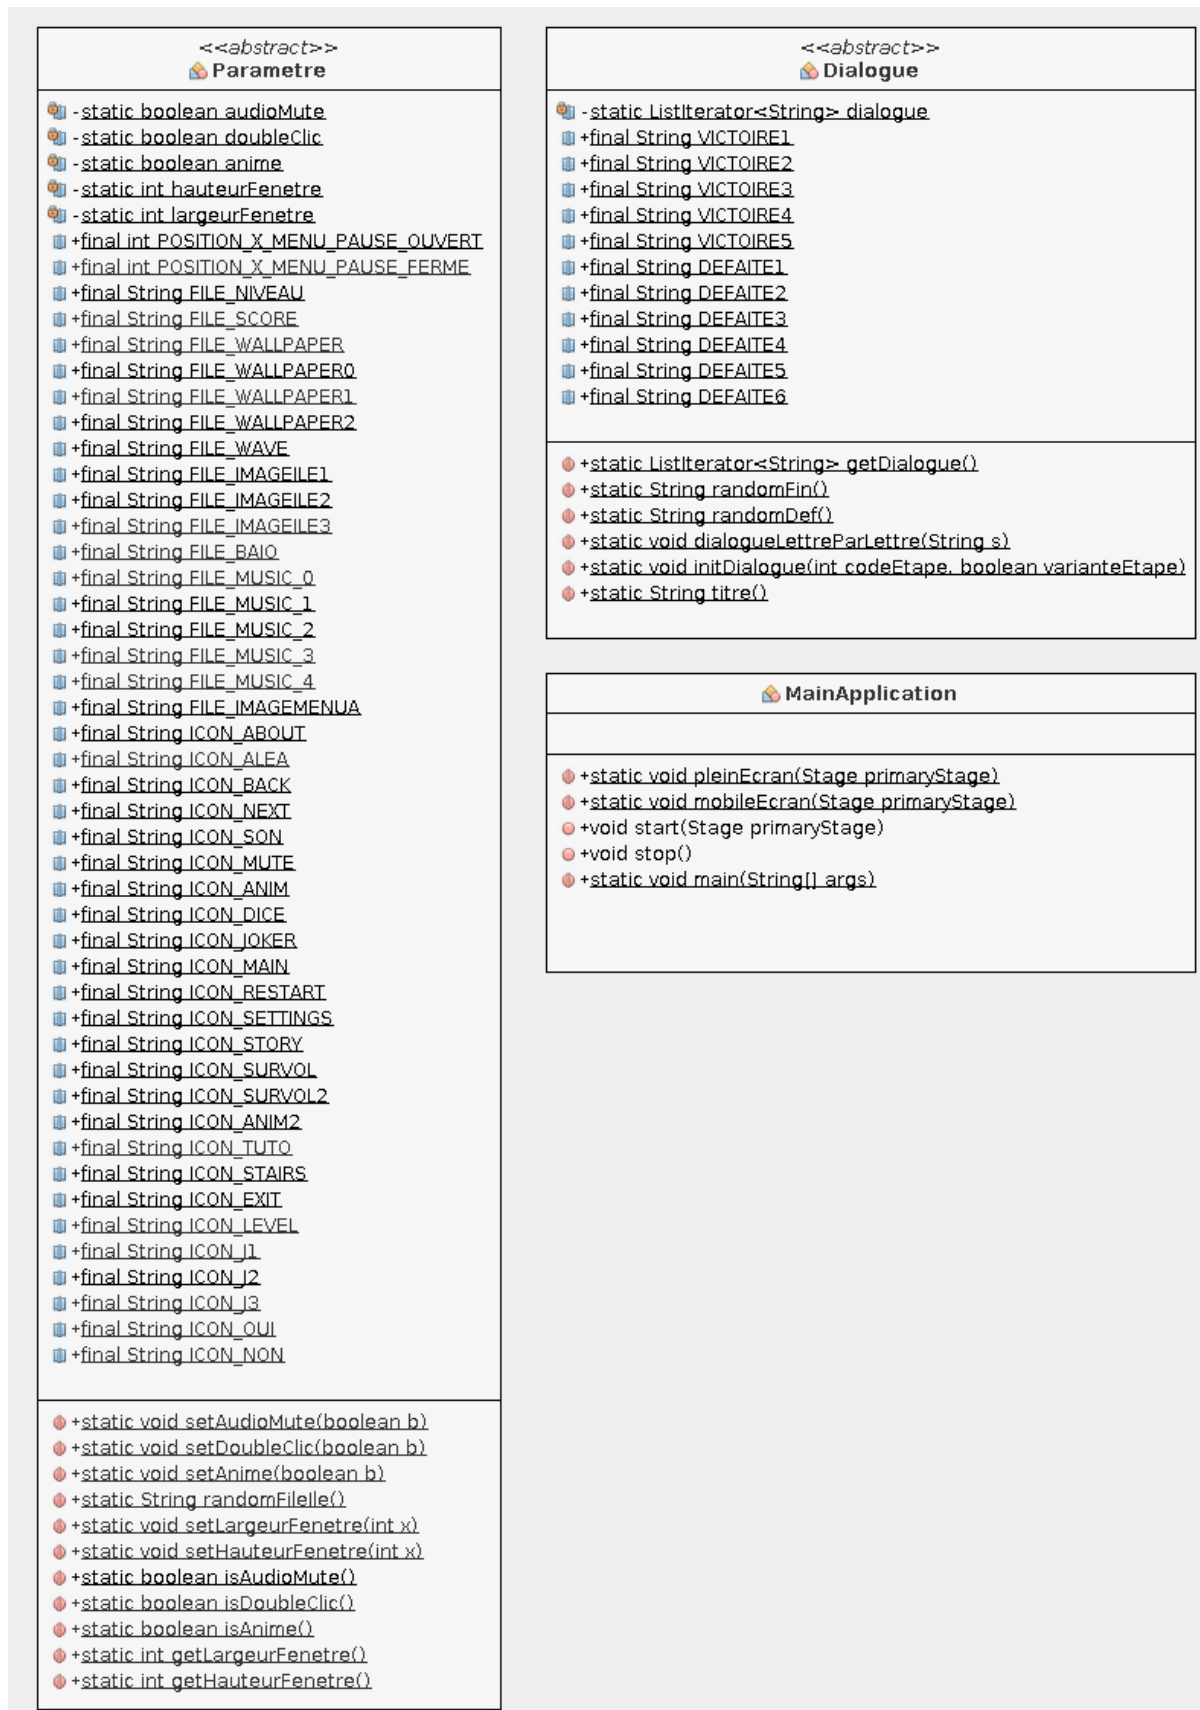 <<abstract>>
Parametre
-static boolean audioMute
-static boolean doubleClic
-static boolean anime
-static int hauteurFenetre
-static int largeurFenetre
+final int POSITION_X_MENU_PAUSE_OUVERT
+final int POSITION_X_MENU_PAUSE_FERME
+final String FILE_NIVEAU
+final String FILE_SCORE
+final String FILE_WALLPAPER
+final String FILE_WALLPAPER0
+final String FILE_WALLPAPER1
+final String FILE_WALLPAPER2
+final String FILE_WAVE
+final String FILE_IMAGEILE1
+final String FILE_IMAGEILE2
+final String FILE_IMAGEILE3
+final String FILE_BAIO
+final String FILE_MUSIC_0
+final String FILE_MUSIC_1
+final String FILE_MUSIC_2
+final String FILE_MUSIC_3
+final String FILE_MUSIC_4
+final String FILE_IMAGEMENUA
+final String ICON_ABOUT
+final String ICON_ALEA
+final String ICON_BACK
+final String ICON_NEXT
+final String ICON_SON
+final String ICON_MUTE
+final String ICON_ANIM
+final String ICON_DICE
+final String ICON_JOKER
+final String ICON_MAIN
+final String ICON_RESTART
+final String ICON_SETTINGS
+final String ICON_STORY
+final String ICON_SURVOL
+final String ICON_SURVOL2
+final String ICON_ANIM2
+final String ICON_TUTO
+final String ICON_STAIRS
+final String ICON_EXIT
+final String ICON_LEVEL
+final String ICON_J1
+final String ICON_J2
+final String ICON_J3
+final String ICON_OUI
+final String ICON_NON
+static void setAudioMute(boolean b)
+static void setDoubleClic(boolean b)
+static void setAnime(boolean b)
+static String randomFileIle()
+static void setLargeurFenetre(int x)
+static void setHauteurFenetre(int x)
+static boolean isAudioMute()
+static boolean isDoubleClic()
+static boolean isAnime()
+static int getLargeurFenetre()
+static int getHauteurFenetre()
<<abstract>>
Dialogue
-static ListIterator<String> dialogue
+final String VICTOIRE1
+final String VICTOIRE2
+final String VICTOIRE3
+final String VICTOIRE4
+final String VICTOIRE5
+final String DEFAITE1
+final String DEFAITE2
+final String DEFAITE3
+final String DEFAITE4
+final String DEFAITE5
+final String DEFAITE6
+static ListIterator<String> getDialogue()
+static String randomFin()
+static String randomDef()
+static void dialogueLettreParLettre(String s)
+static void initDialogue(int codeEtape, boolean varianteEtape)
+static String titre()
MainApplication
+static void pleinEcran(Stage primaryStage)
+static void mobileEcran(Stage primaryStage)
+void start(Stage primaryStage)
+void stop()
+static void main(String[] args)